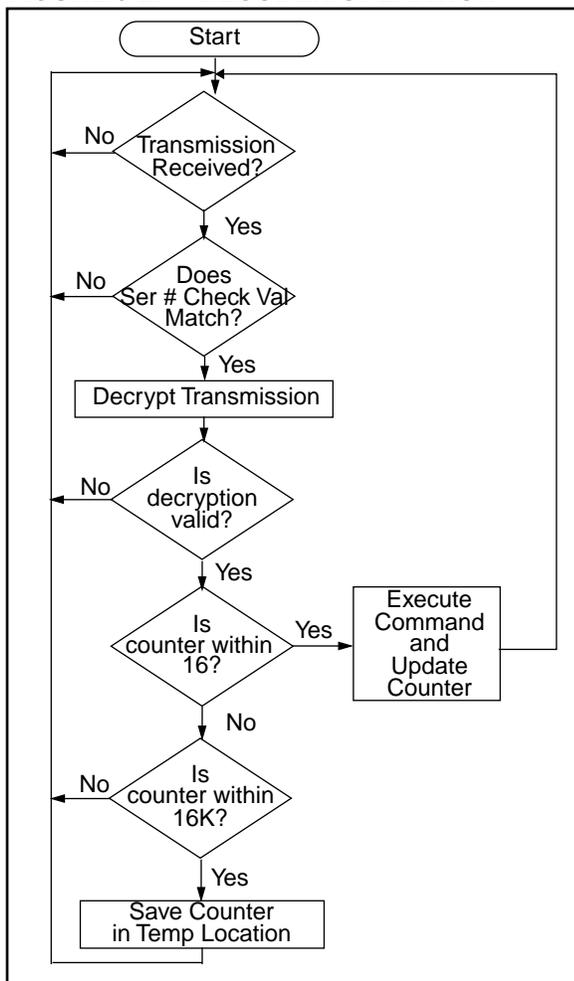 Start
No
Transmission
Received?
Yes
Does
No
Ser # Check Val
Match?
Yes
Decrypt Transmission
Is
No
decryption
valid?
Yes
Is
counter within
16?
Yes
Execute
Command
and
Update
Counter
No
Is
No
counter within
16K?
Yes
Save Counter
in Temp Location